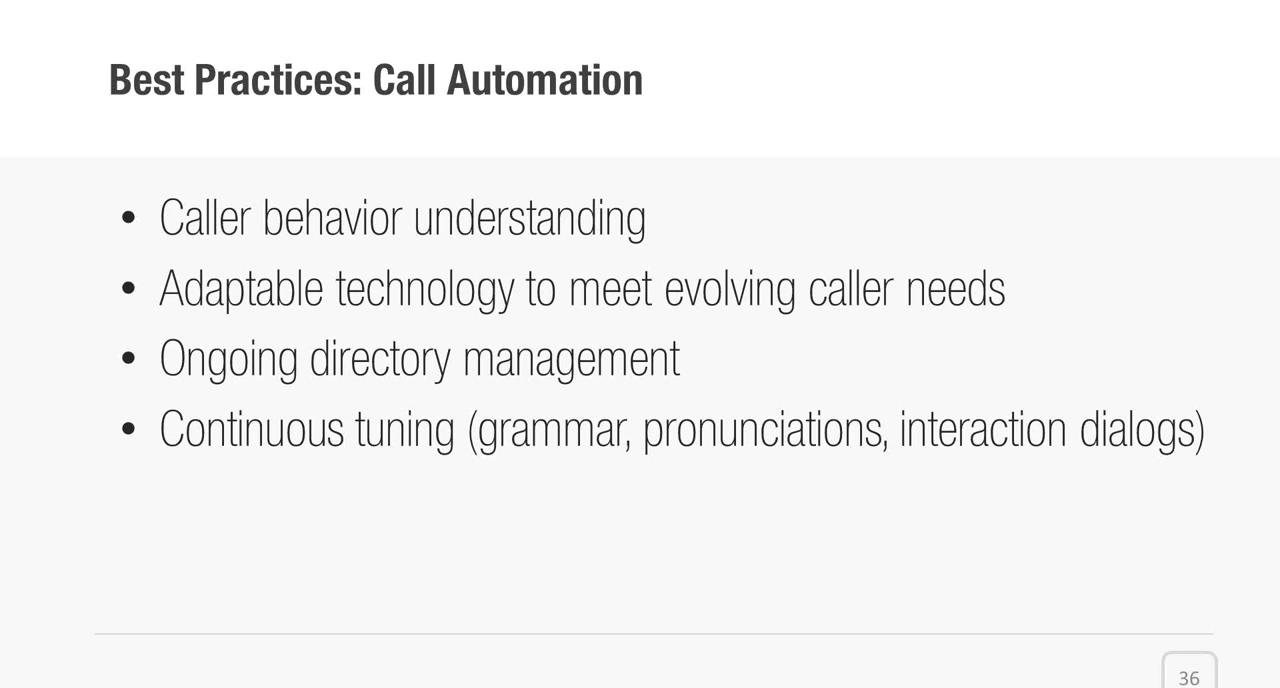 Best Practices: Call Automation
• Caller behavior understanding
• Adaptable technology to meet evolving caller needs
• Ongoing directory management
• Continuous tuning (grammar, pronunciations, interaction dialogs)
36